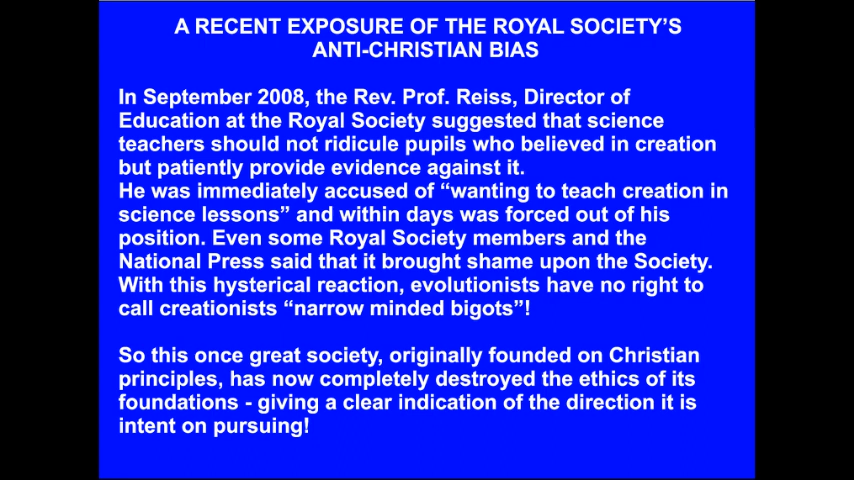 A RECENT EXPOSURE OF THE ROYAL SOCIETY'S
ANTI-CHRISTIAN BIAS
In September 2008, the Rev. Prof. Reiss, Director of
Education at the Royal Society suggested that science
teachers should not ridicule pupils who believed in creation
but patiently provide evidence against it.
He was immediately accused of “wanting to teach creation in
science lessons” and within days was forced out of his
position. Even some Royal Society members and the
National Press said that it brought shame upon the Society.
With this hysterical reaction, evolutionists have no right to
call creationists “narrow minded bigots”!
So this once great society, originally founded on Christian
principles, has now completely destroyed the ethics of its
foundations - giving a clear indication of the direction it is
intent on pursuing!